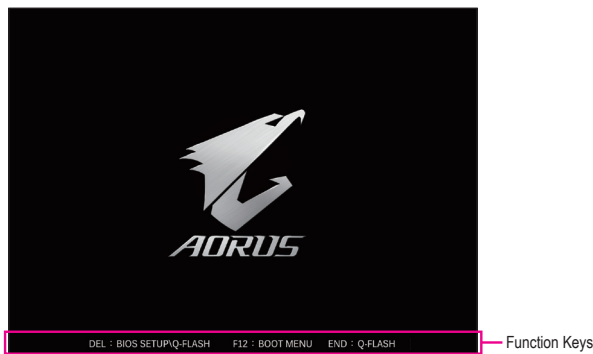 AORUS
DEL : BIOS SETUP\Q-FLASH F12 : BOOT MENU END : Q-FLASH
Function Keys